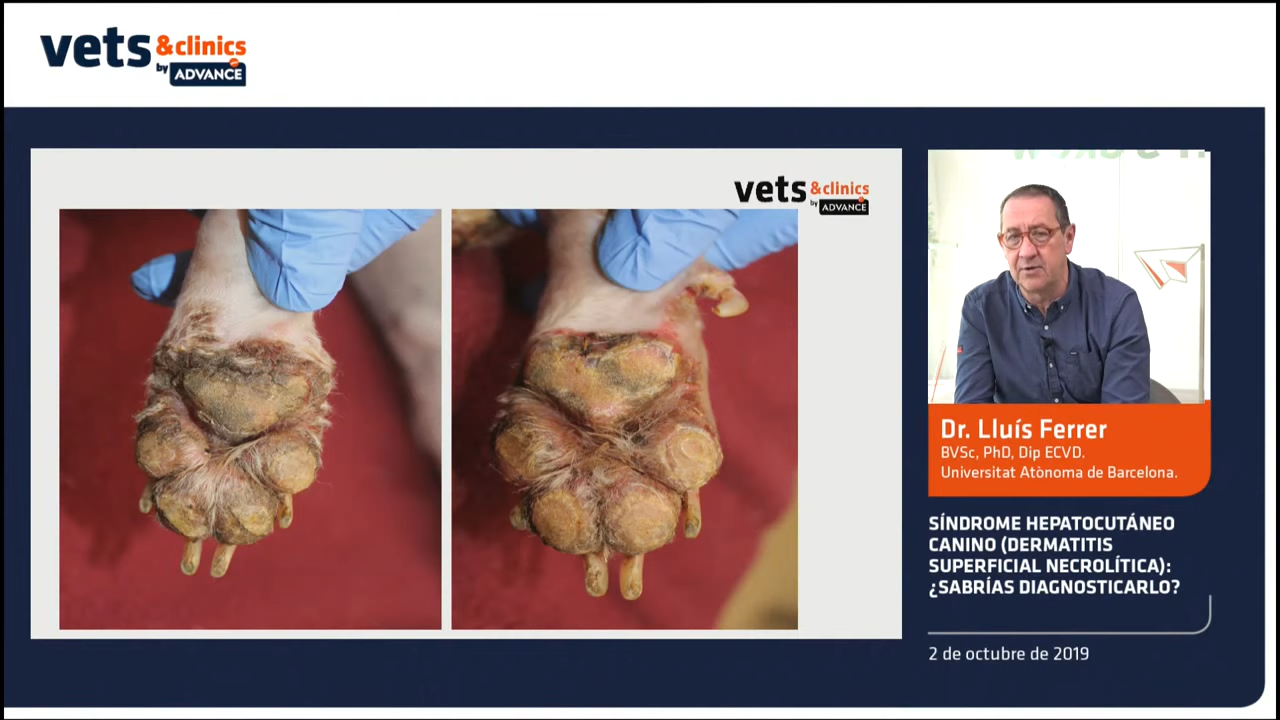 vets &clinics
by ADVANCE
vets &clinics
by ADVANCE
Dr. Lluís Ferrer
BVSc, PhD, Dip ECVD.
Universitat Atònoma de Barcelona.
SÍNDROME HEPATOCUTÁNEO
CANINO (DERMATITIS
SUPERFICIAL NECROLÍTICA):
¿SABRÍAS DIAGNOSTICARLO?
2 de octubre de 2019